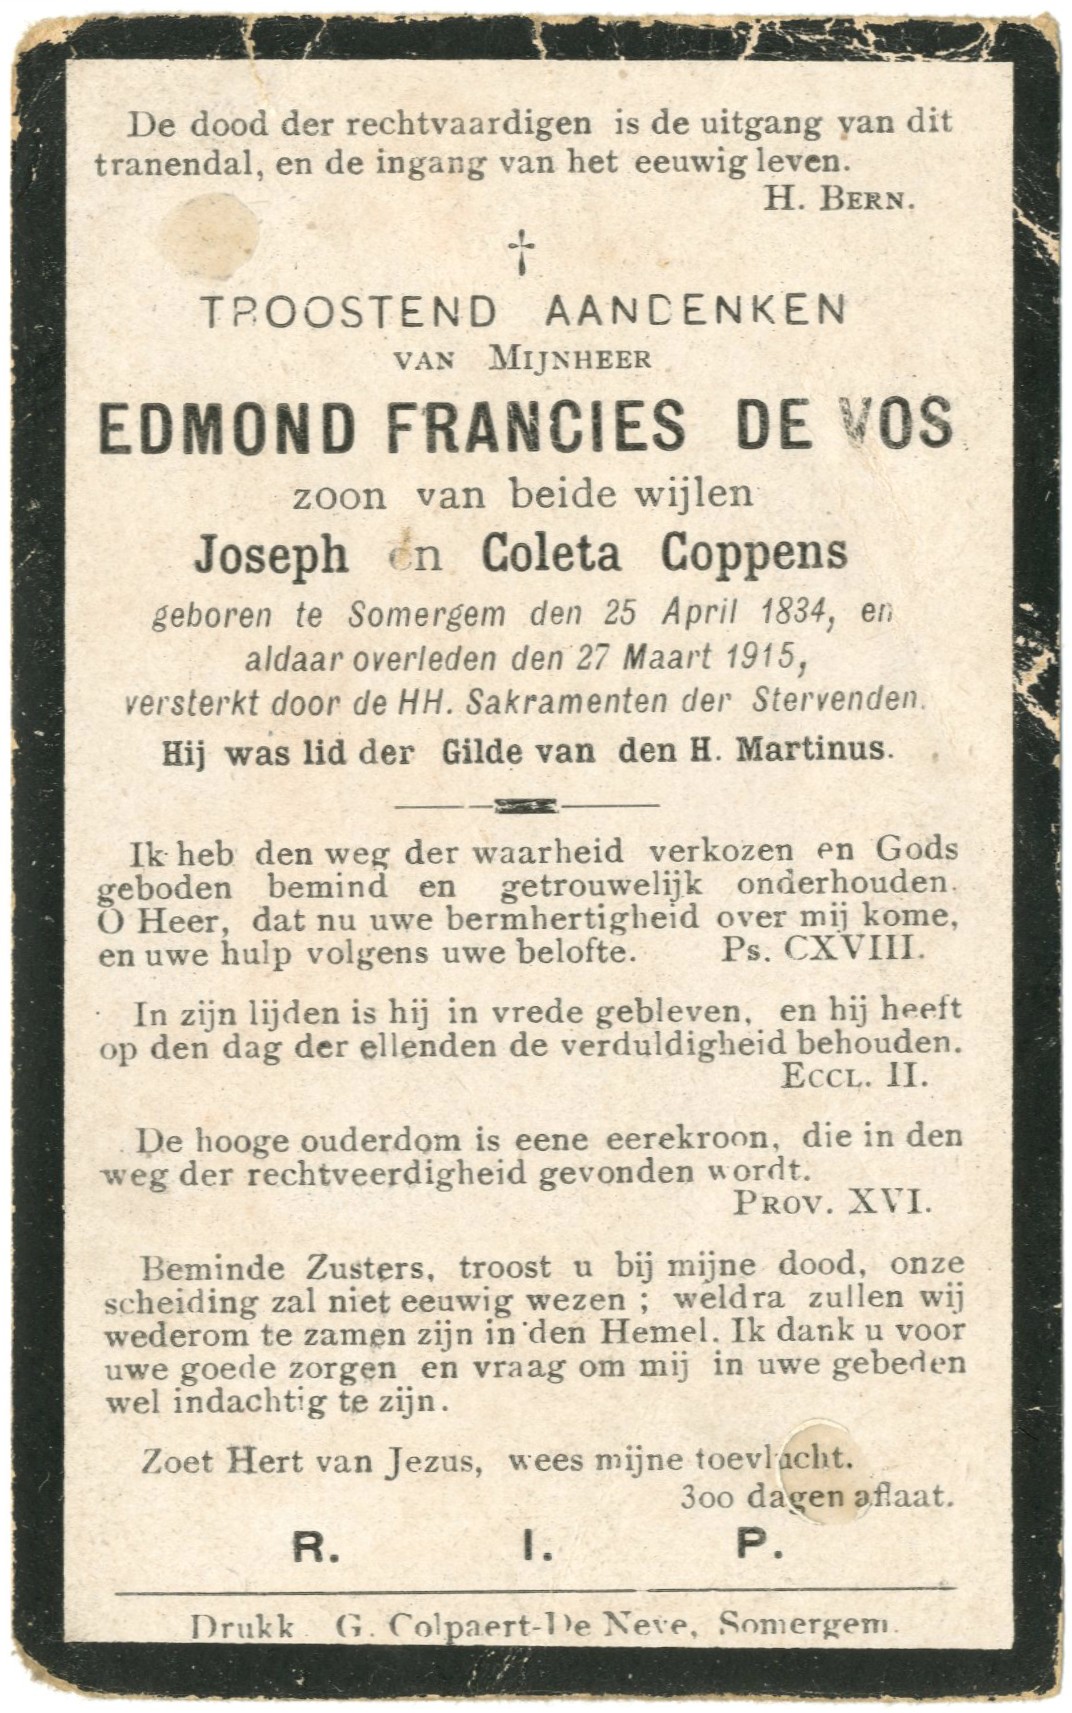 De dood der rechtvaardigen is de uitgang van dit
tranendal, en de ingang van het eeuwig leven.
H. BERN.
†
TROOSTEND AANDENKEN
VAN MIJNHEER
EDMOND FRANCIES DE VOS
zoon van beide wijlen
Joseph en Coleta Coppens
geboren te Somergem den 25 April 1834, en
aldaar overleden den 27 Maart 1915,
versterkt door de HH. Sakramenten der Stervenden.
Hij was lid der Gilde van den H. Martinus.
Ik heb den weg der waarheid verkozen en Gods
geboden bemind en getrouwelijk onderhouden.
O Heer, dat nu uwe bermhertigheid over mij kome,
en uwe hulp volgens uwe belofte. Ps. CXVIII.
In zijn lijden is hij in vrede gebleven, en hij heeft
op den dag der ellenden de verduldigheid behouden.
ECCL. II.
De hooge ouderdom is eene eerekroon, die in den
weg der rechtveerdigheid gevonden wordt.
PROV. XVI.
Beminde Zusters, troost u bij mijne dood, onze
scheiding zal niet eeuwig wezen ; weldra zullen wij
wederom te zamen zijn in den Hemel. Ik dank u voor
uwe goede zorgen en vraag om mij in uwe gebeden
wel indachtig te zijn.
Zoet Hert van Jezus, wees mijne toevlucht.
300 dagen aflaat.
R. I. P.
Drukk. G. Colpaert-De Neve, Somergem.